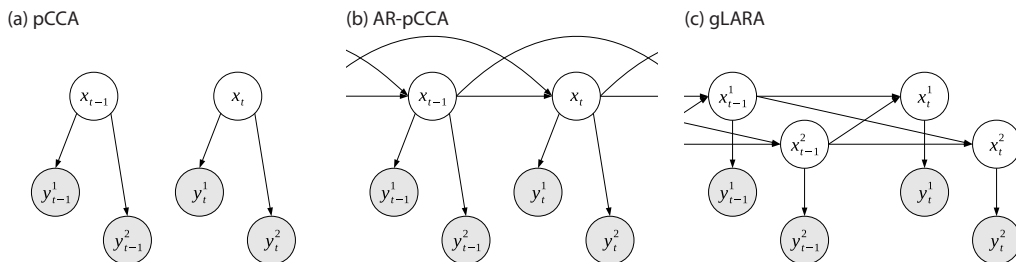 (a) pCCA
x_{t-1}
x_t
y^1_{t-1}
y^2_{t-1}
y^1_t
y^2_t
(b) AR-pCCA
x_{t-1}
x_t
y^1_{t-1}
y^2_{t-1}
y^1_t
y^2_t
(c) gLARA
x^1_{t-1}
x^2_{t-1}
x^1_t
x^2_t
y^1_{t-1}
y^2_{t-1}
y^1_t
y^2_t